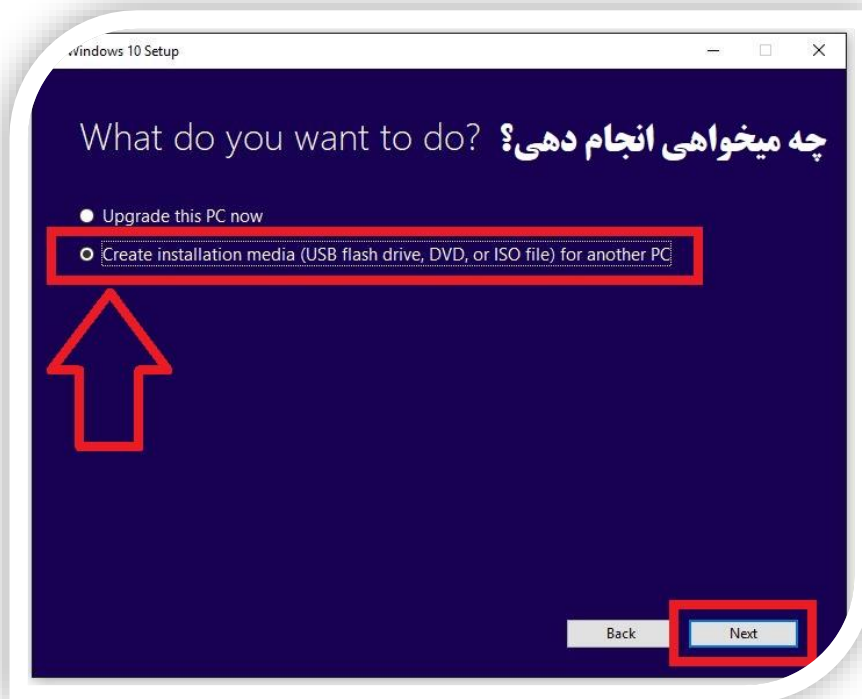 Windows 10 Setup
What do you want to do? چه میخواهی انجام دهی؟
Upgrade this PC now
Create installation media (USB flash drive, DVD, or ISO file) for another PC
Back Next